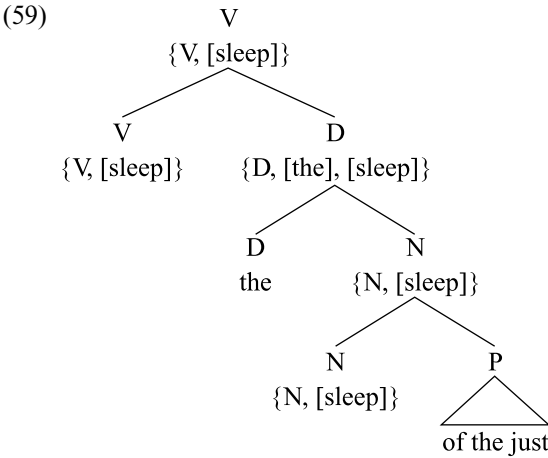 (59)
V
{V, [sleep]}
V D
{V, [sleep]} {D, [the], [sleep]}
D N
the {N, [sleep]}
N P
{N, [sleep]}
of the just